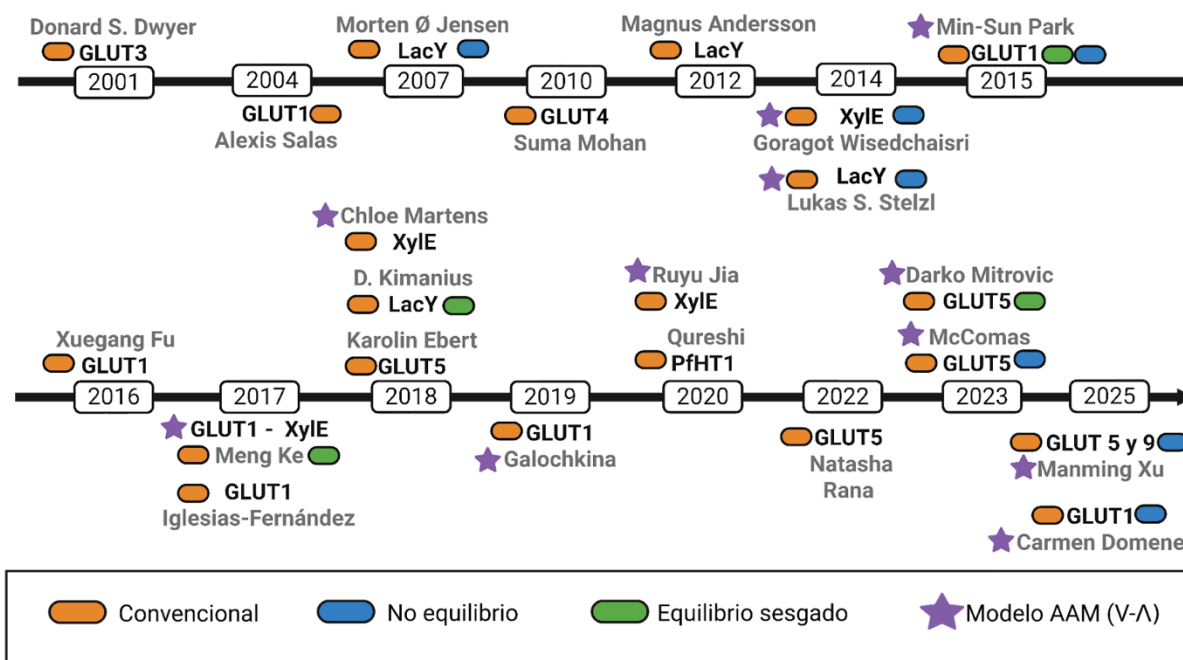 Donard S. Dwyer
GLUT3
2001
2004
GLUT1
Alexis Salas
Morten Ø Jensen
LacY
2007
2010
GLUT4
Suma Mohan
Magnus Andersson
LacY
2012
2014
XylE
Goragot Wisedchaisri
LacY
Lukas S. Stelzl
Min-Sun Park
GLUT1
2015
Xuegang Fu
GLUT1
2016
2017
GLUT1 - XylE
Meng Ke
GLUT1
Iglesias-Fernández
Chloe Martens
XylE
D. Kimanius
LacY
Karolin Ebert
GLUT5
2018
2019
GLUT1
Galochkina
Ruyu Jia
XylE
Qureshi
PfHT1
2020
2022
GLUT5
Natasha
Rana
Darko Mitrovic
GLUT5
McComas
GLUT5
2023
2025
GLUT 5 y 9
Manming Xu
GLUT1
Carmen Domene
Convencional
No equilibrio
Equilibrio sesgado
Modelo AAM (V-Λ)